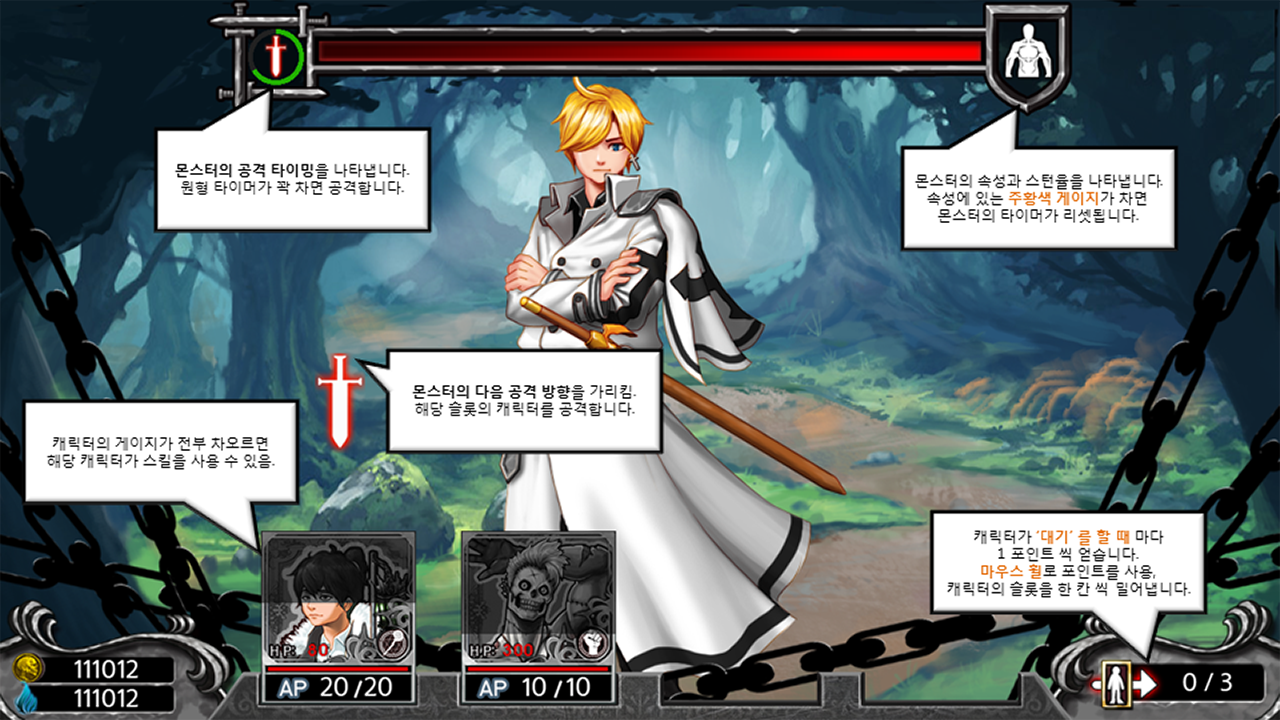 몬스터의 공격 타이밍을 나타냅니다.
원형 타이머가 꽉 차면 공격합니다.
몬스터의 속성과 스턴율을 나타냅니다.
속성에 있는 주황색 게이지가 차면
몬스터의 타이머가 리셋됩니다.
몬스터의 다음 공격 방향을 가리킴.
해당 슬롯의 캐릭터를 공격합니다.
캐릭터의 게이지가 전부 차오르면
해당 캐릭터가 스킬을 사용 수 있음.
캐릭터가 '대기' 를 할 때 마다
1 포인트 씩 얻습니다.
마우스 휠로 포인트를 사용,
캐릭터의 슬롯을 한 칸 씩 밀어냅니다.
HP: 80
HP: 300
AP 20/20
AP 10/10
111012
111012
0/3